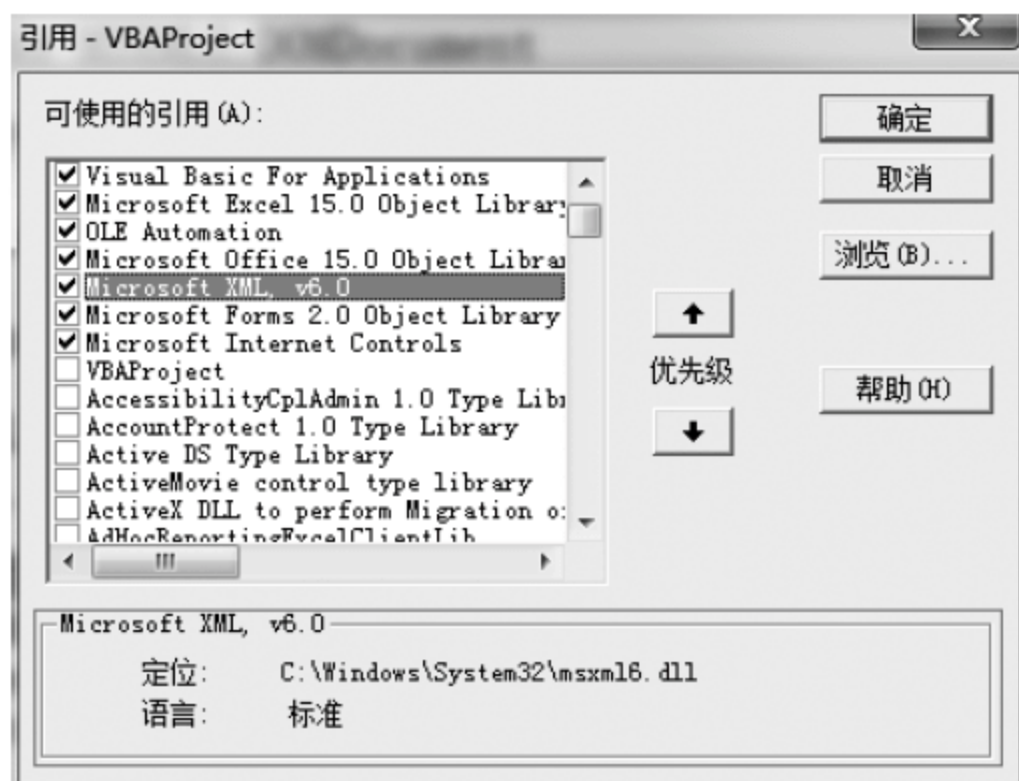 引用 - VBAProject
可使用的引用(A):
Visual Basic For Applications
Microsoft Excel 15.0 Object Library
OLE Automation
Microsoft Office 15.0 Object Librar
Microsoft XML, v6.0
Microsoft Forms 2.0 Object Library
Microsoft Internet Controls
VBAProject
AccessibilityCplAdmin 1.0 Type Lib
AccountProtect 1.0 Type Library
Active DS Type Library
ActiveMovie control type library
ActiveX DLL to perform Migration o
AdHocReportingExcelClientLib
确定
取消
浏览(B)...
优先级
帮助(H)
Microsoft XML, v6.0
定位: C:\Windows\System32\msxml6.dll
语言: 标准